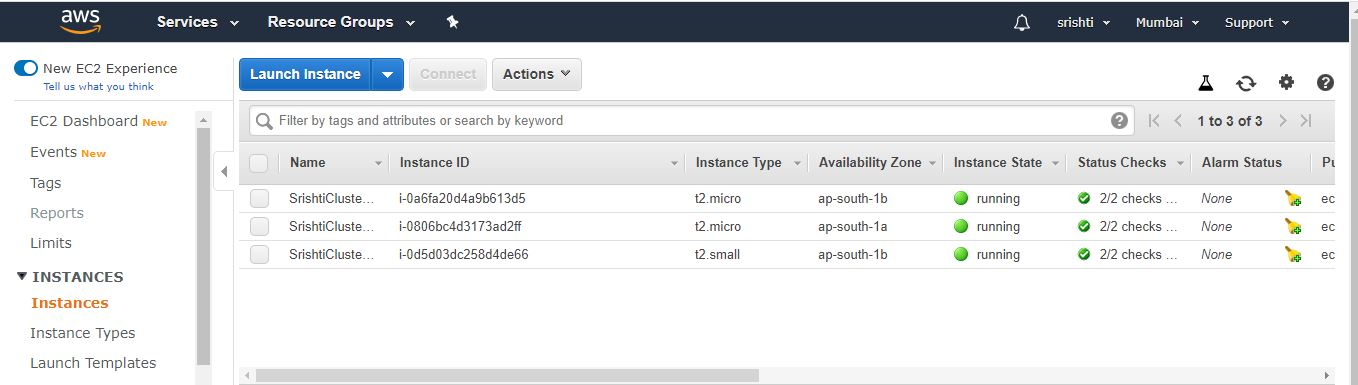 aws Services Resource Groups srishti Mumbai Support
New EC2 Experience
Tell us what you think
Launch Instance Connect Actions
EC2 Dashboard New
Events New
Tags
Reports
Limits
INSTANCES
Instances
Instance Types
Launch Templates
Filter by tags and attributes or search by keyword ? 1 to 3 of 3
Name Instance ID Instance Type Availability Zone Instance State Status Checks Alarm Status Pu
SrishtiCluste... i-0a6fa20d4a9b613d5 t2.micro ap-south-1b running 2/2 checks ... None ec
SrishtiCluste... i-0806bc4d3173ad2ff t2.micro ap-south-1a running 2/2 checks ... None ec
SrishtiCluste... i-0d5d03dc258d4de66 t2.small ap-south-1b running 2/2 checks ... None ec